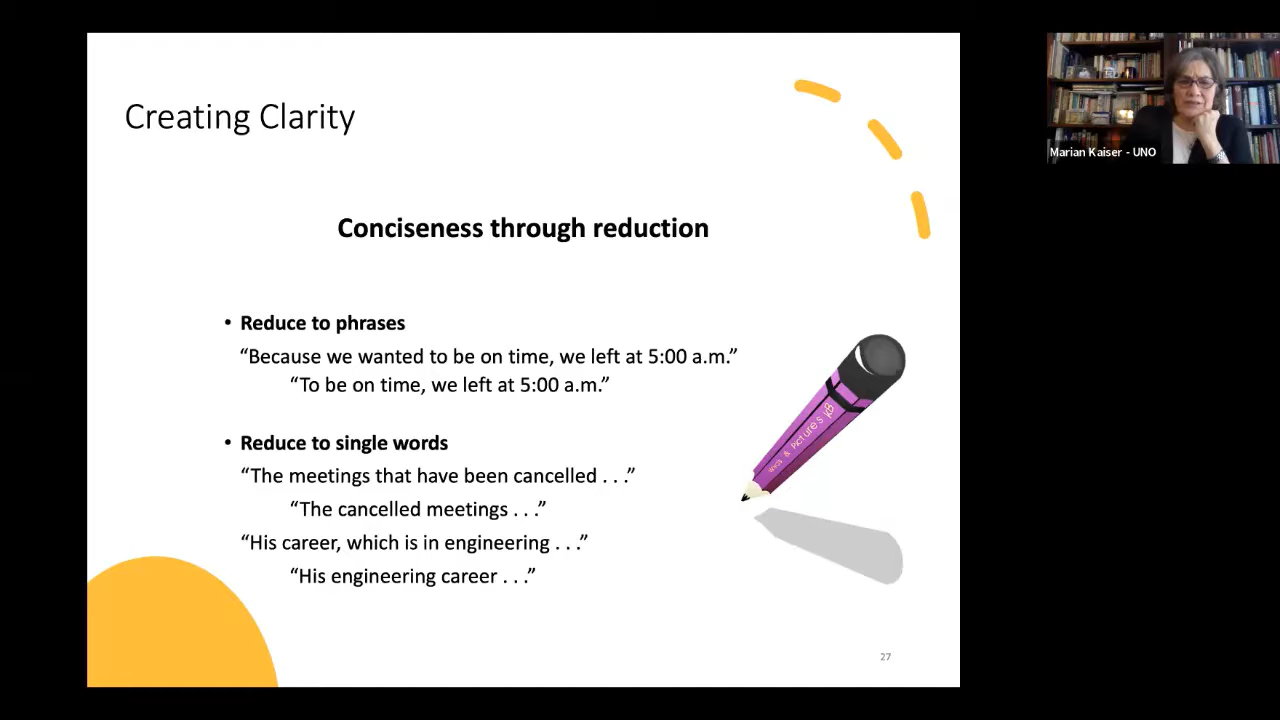 Creating Clarity
Conciseness through reduction
• Reduce to phrases
“Because we wanted to be on time, we left at 5:00 a.m.”
“To be on time, we left at 5:00 a.m.”
• Reduce to single words
“The meetings that have been cancelled . . .”
“The cancelled meetings . . .”
“His career, which is in engineering . . .”
“His engineering career . . .”
& Pictures
27
Marian Kaiser - UNO